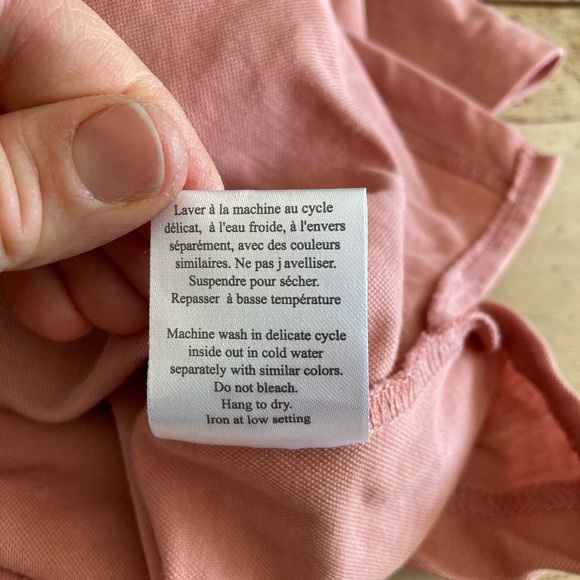 Laver à la machine au cycle
délicat, à l'eau froide, à l'envers
séparément, avec des couleurs
similaires. Ne pas j avelliser.
Suspendre pour sécher.
Repasser à basse température
Machine wash in delicate cycle
inside out in cold water
separately with similar colors.
Do not bleach.
Hang to dry.
Iron at low setting